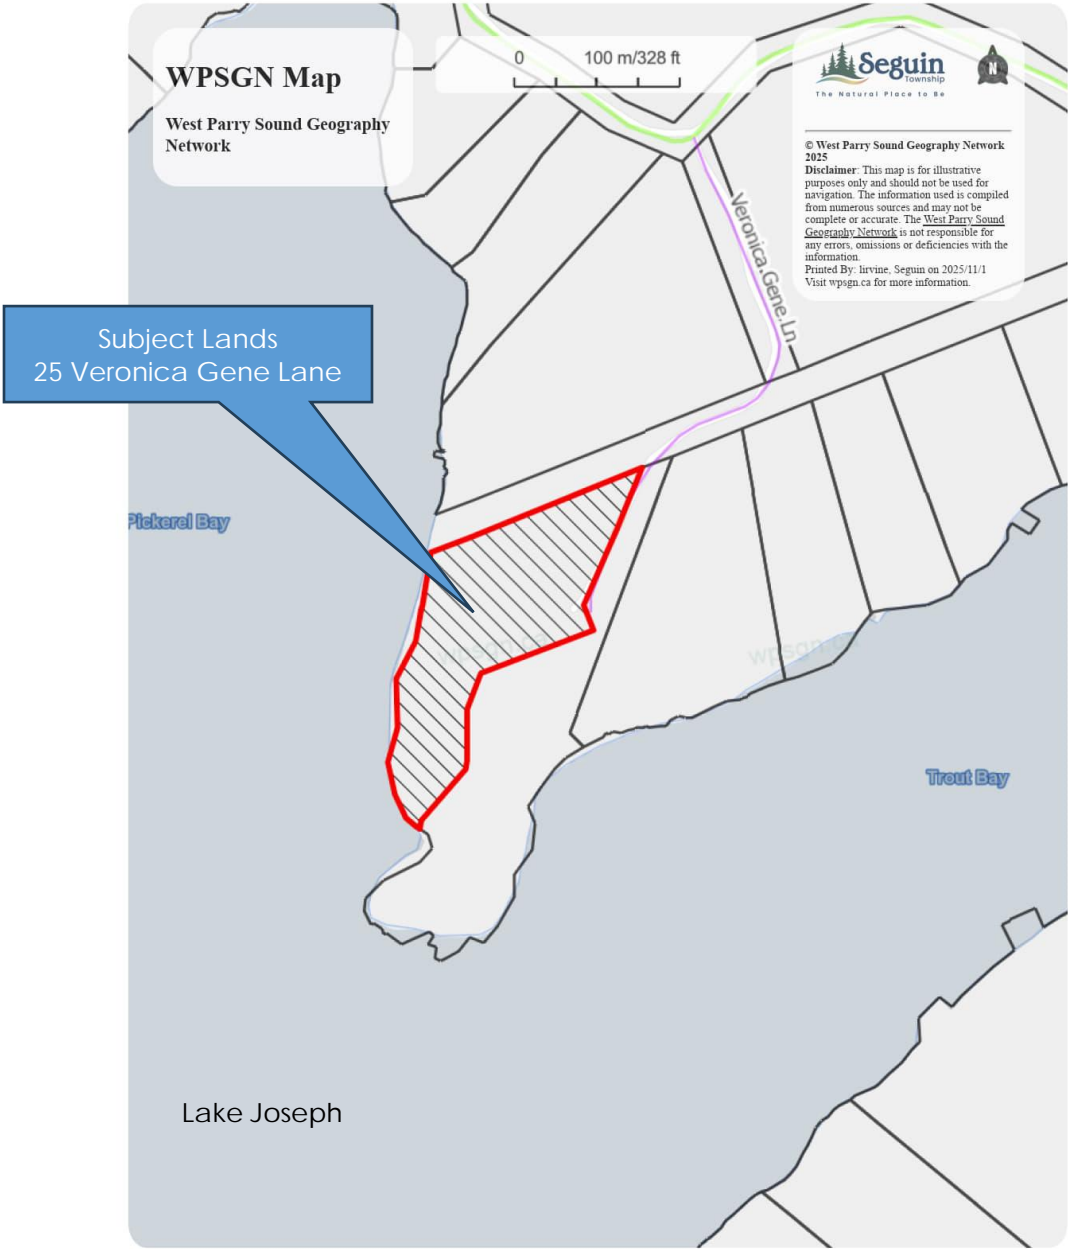 WPSGN Map
West Parry Sound Geography
Network
0 100 m/328 ft
Seguin
Township
The Natural Place to Be
N
© West Parry Sound Geography Network
2025
Disclaimer: This map is for illustrative
purposes only and should not be used for
navigation. The information used is compiled
from numerous sources and may not be
complete or accurate. The West Parry Sound
Geography Network is not responsible for
any errors, omissions or deficiencies with the
information.
Printed By: lirvine, Seguin on 2025/11/1
Visit wpsgn.ca for more information.
Veronica.Gene.Ln
Subject Lands
25 Veronica Gene Lane
Pickerel Bay
wpsgn.ca
wpsgn.ca
Trout Bay
Lake Joseph